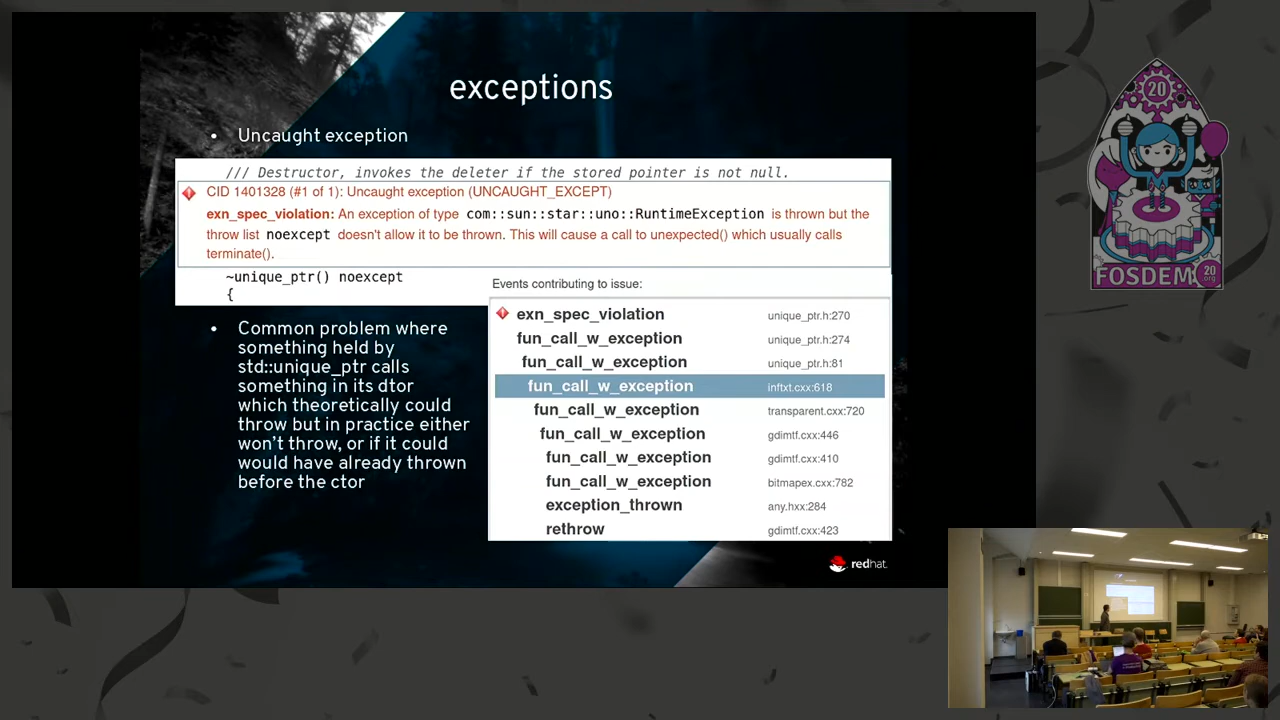 exceptions
• Uncaught exception
/// Destructor, invokes the deleter if the stored pointer is not null.
CID 1401328 (#1 of 1): Uncaught exception (UNCAUGHT_EXCEPT)
exn_spec_violation: An exception of type com::sun::star::uno::RuntimeException is thrown but the
throw list noexcept doesn't allow it to be thrown. This will cause a call to unexpected() which usually calls
terminate().
~unique_ptr() noexcept
{
• Common problem where
something held by
std::unique_ptr calls
something in its dtor
which theoretically could
throw but in practice either
won't throw, or if it could
would have already thrown
before the ctor
Events contributing to issue:
exn_spec_violation unique_ptr.h:270
fun_call_w_exception unique_ptr.h:274
fun_call_w_exception unique_ptr.h:81
fun_call_w_exception inftxt.cxx:618
fun_call_w_exception transparent.cxx:720
fun_call_w_exception gdimtf.cxx:446
fun_call_w_exception gdimtf.cxx:410
fun_call_w_exception bitmapex.cxx:782
exception_thrown any.hxx:284
rethrow gdimtf.cxx:423
redhat.
20
FOSDEM
20
.org